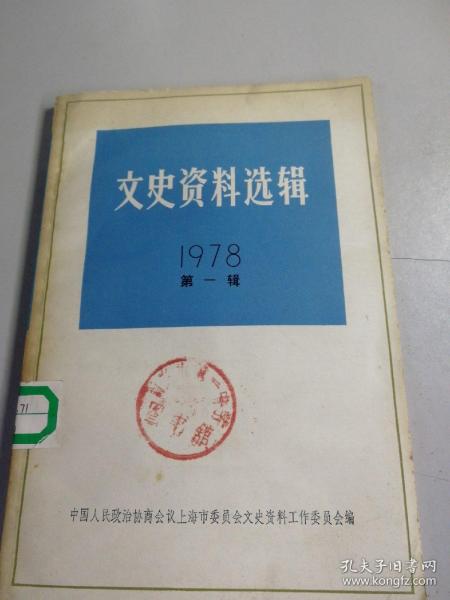 文史资料选辑
1978
第一辑
.71
中国人民政治协商会议上海市委员会文史资料工作委员会编
孔夫子旧书网
www.kongfz.com